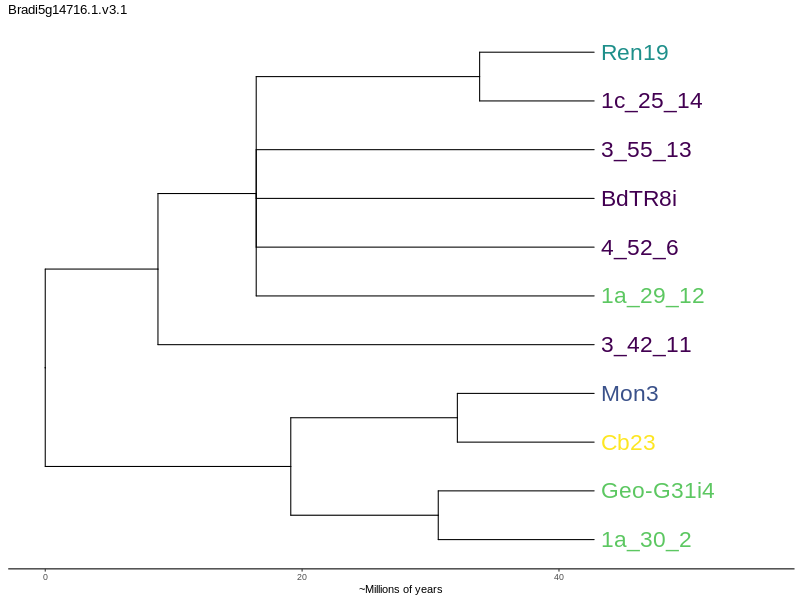 Bradi5g14716.1.v3.1
Ren19
1c_25_14
3_55_13
BdTR8i
4_52_6
1a_29_12
3_42_11
Mon3
Cb23
Geo-G31i4
1a_30_2
0 20 40
~Millions of years